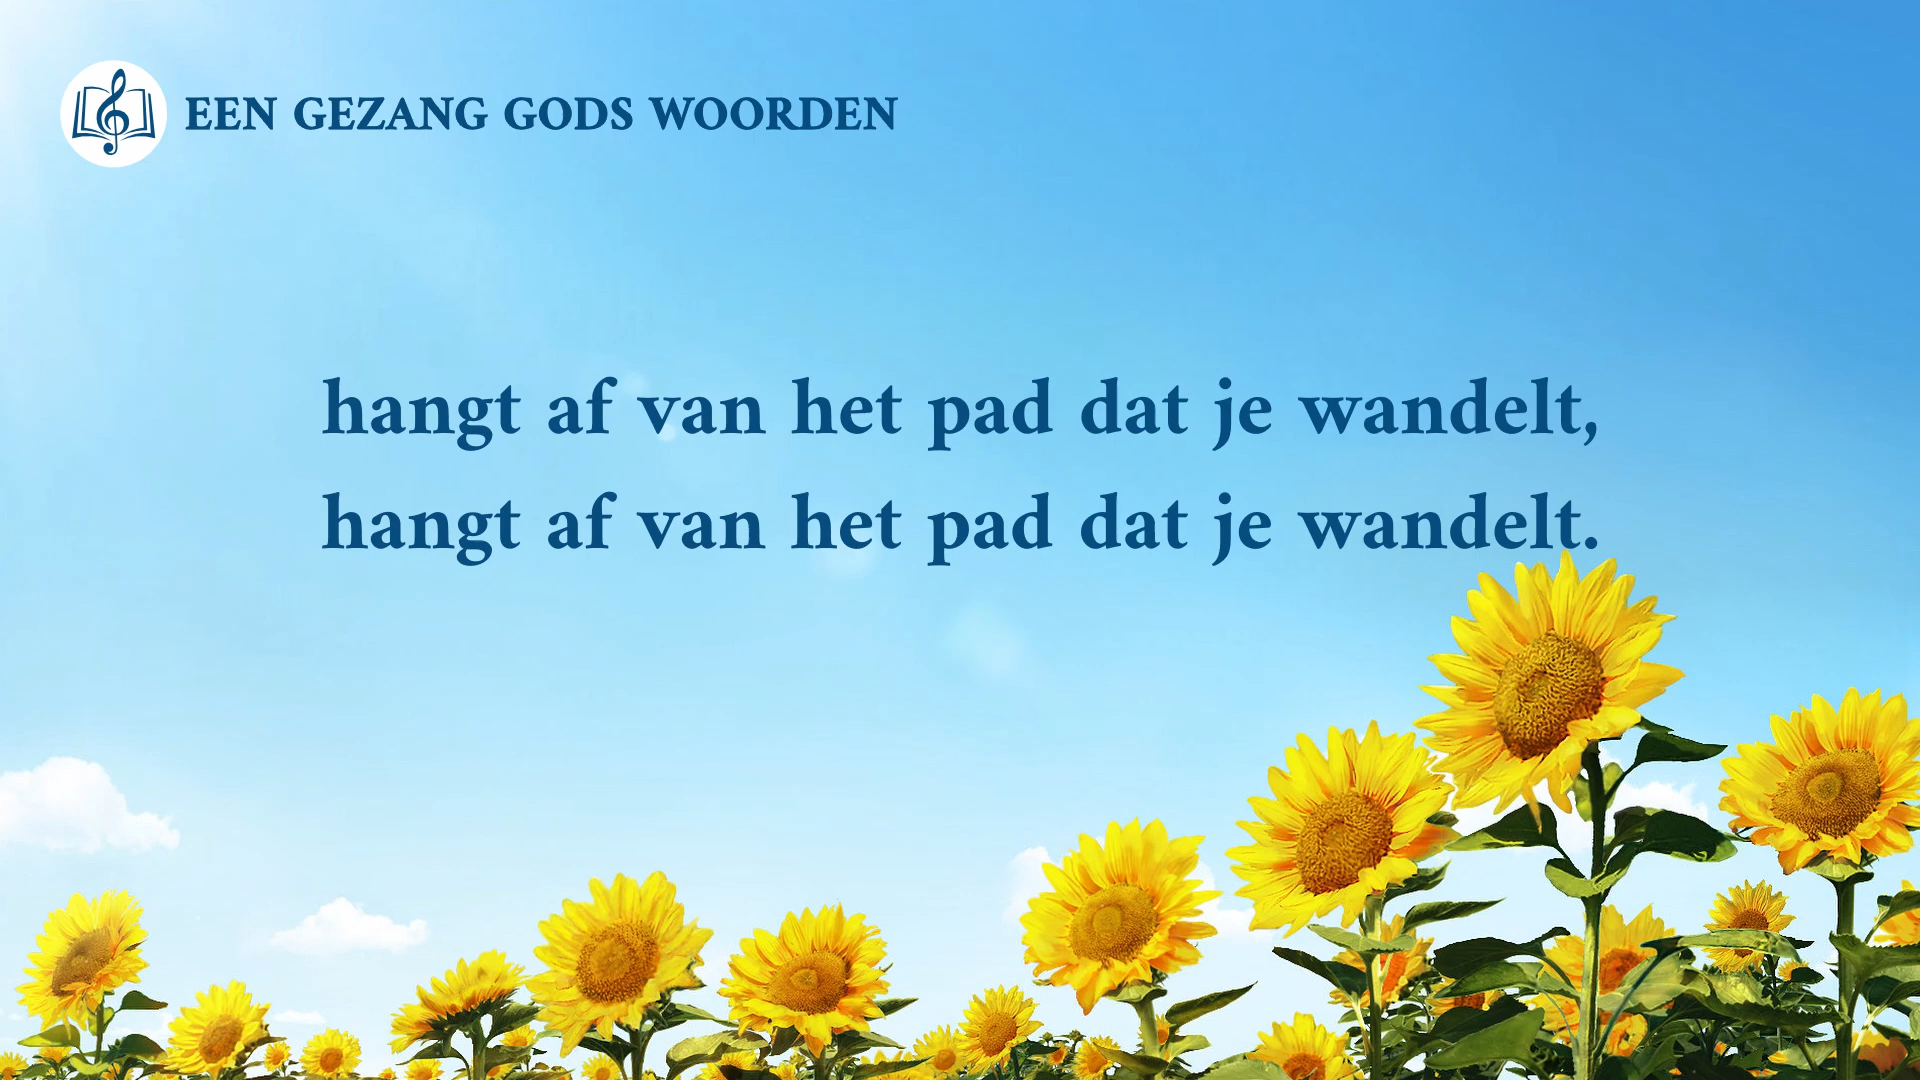 EEN GEZANG GODS WOORDEN
hangt af van het pad dat je wandelt,
hangt af van het pad dat je wandelt.